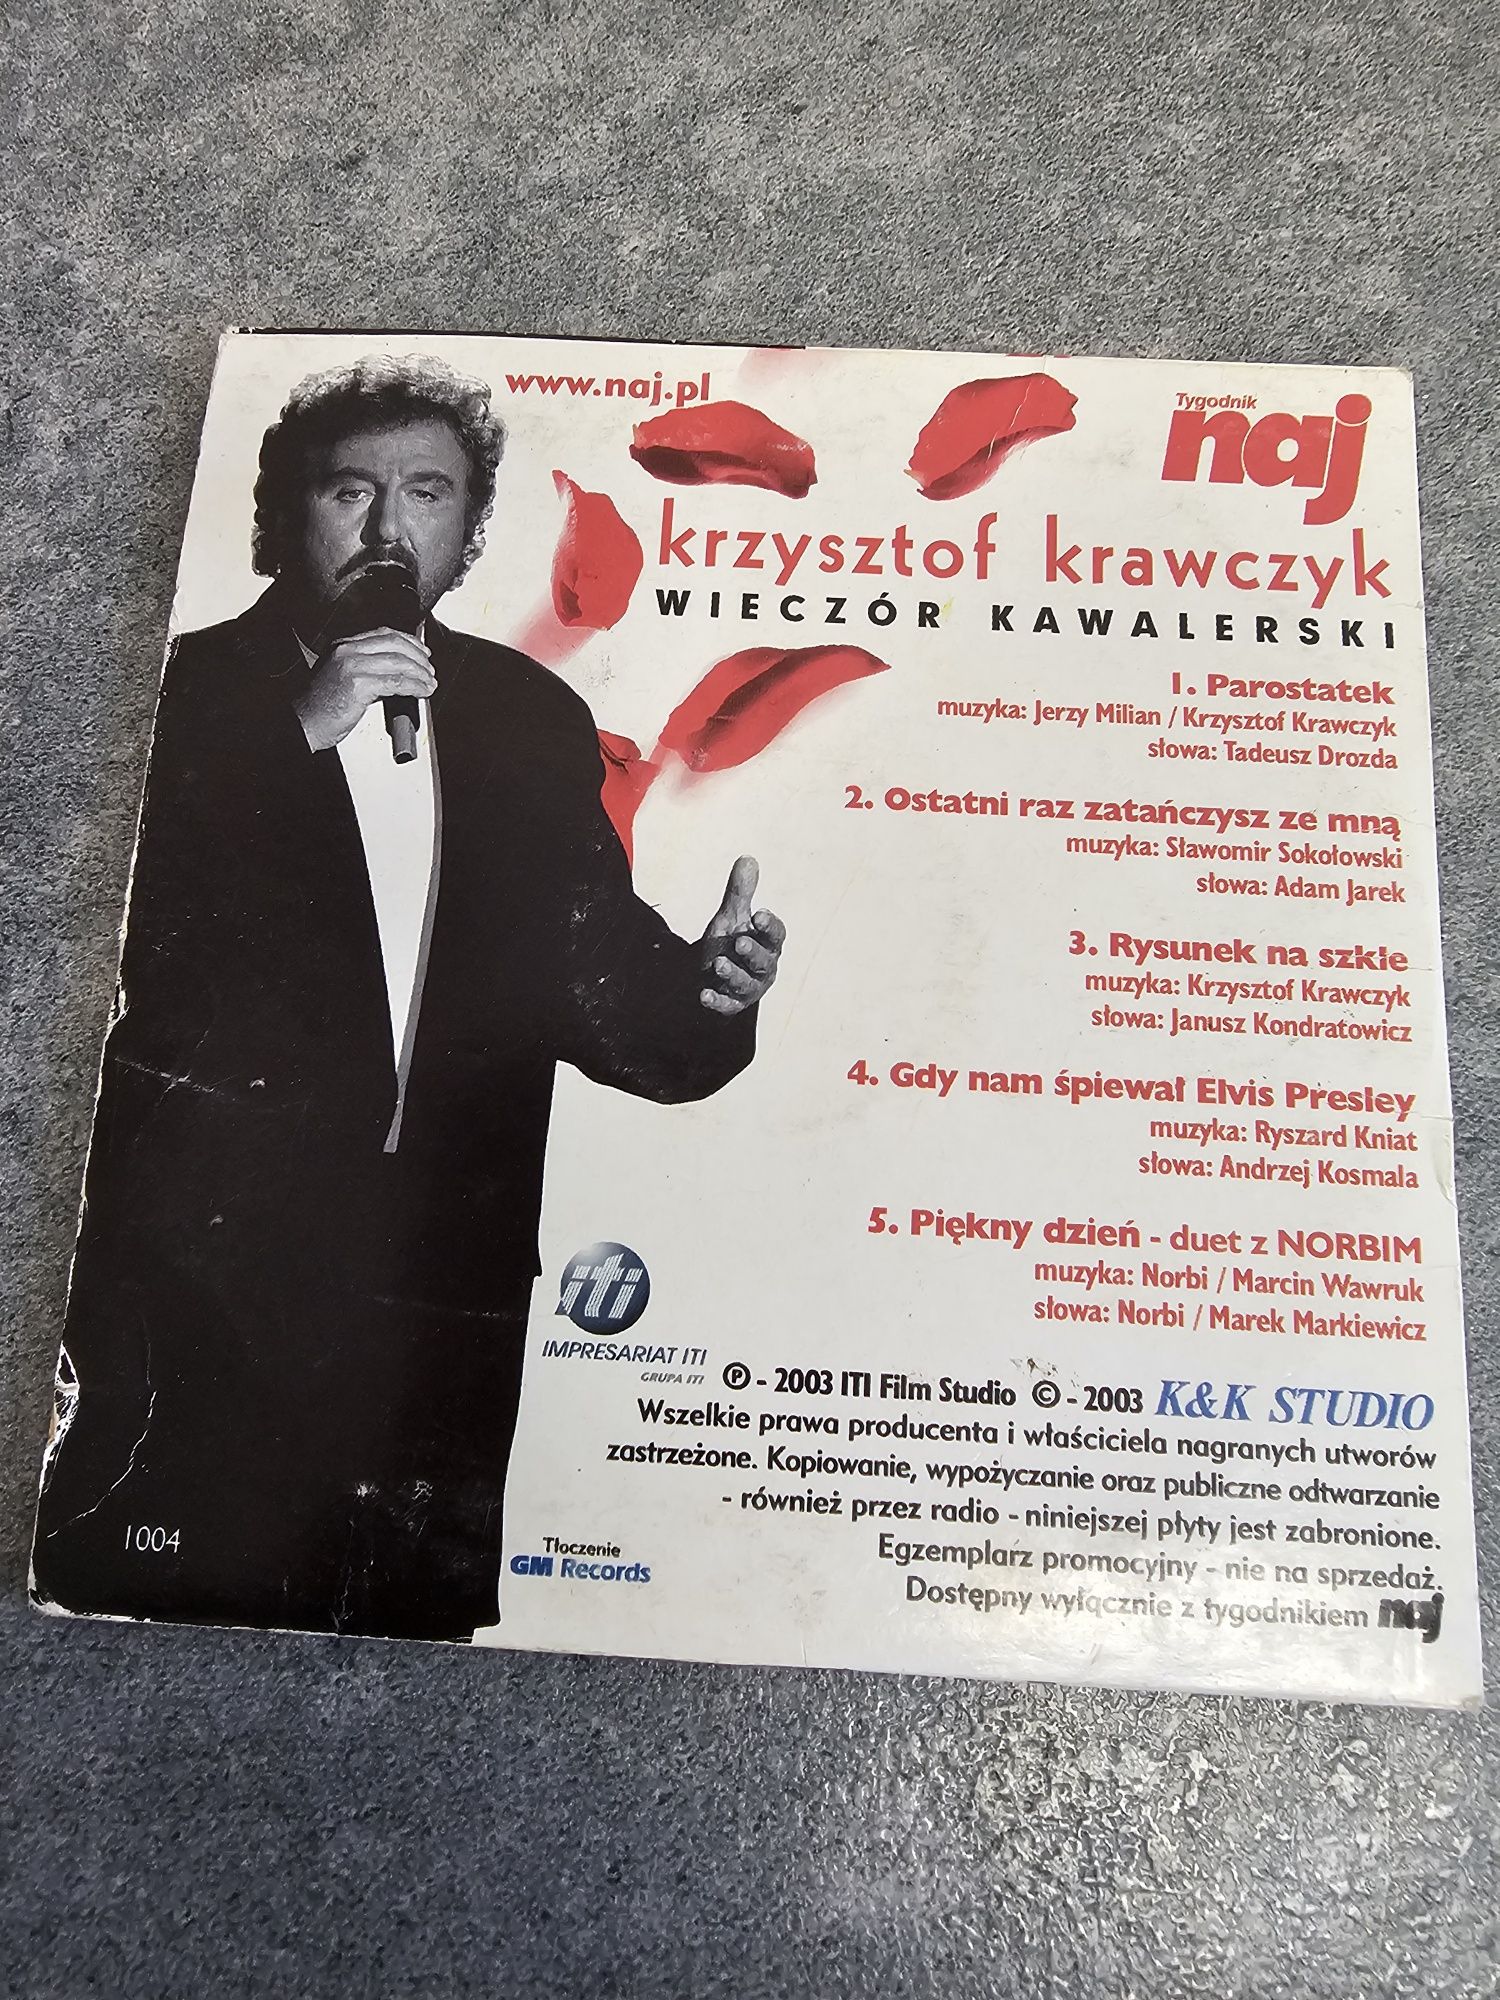 www.naj.pl
Tygodnik
naj
krzysztof krawczyk
WIECZÓR KAWALERSKI
1. Parostatek
muzyka: Jerzy Milian / Krzysztof Krawczyk
słowa: Tadeusz Drozda
2. Ostatni raz zatańczysz ze mną
muzyka: Sławomir Sokołowski
słowa: Adam Jarek
3. Rysunek na szkle
muzyka: Krzysztof Krawczyk
słowa: Janusz Kondratowicz
4. Gdy nam śpiewał Elvis Presley
muzyka: Ryszard Kniat
słowa: Andrzej Kosmala
5. Piękny dzień - duet z NORBIM
muzyka: Norbi / Marcin Wawruk
słowa: Norbi / Marek Markiewicz
iti
IMPRESARIAT ITI
GRUPA ITI
℗ - 2003 ITI Film Studio © - 2003 K&K STUDIO
Wszelkie prawa producenta i właściciela nagranych utworów
zastrzeżone. Kopiowanie, wypożyczanie oraz publiczne odtwarzanie
- również przez radio - niniejszej płyty jest zabronione.
Egzemplarz promocyjny - nie na sprzedaż.
Dostępny wyłącznie z tygodnikiem naj
1004
Tłoczenie
GM Records